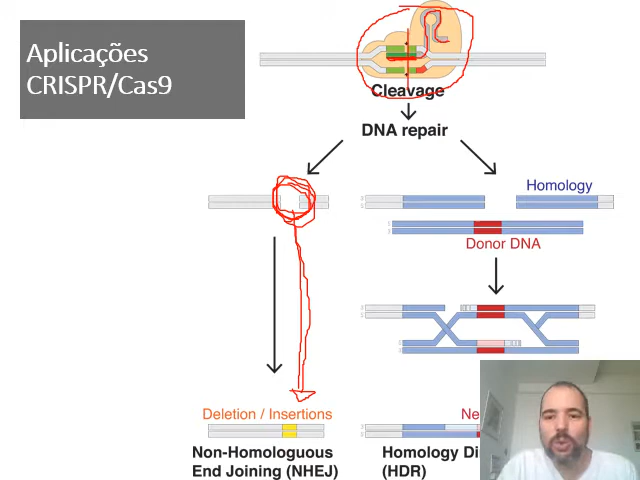 Aplicações
CRISPR/Cas9
Cleavage
DNA repair
Homology
Donor DNA
Deletion / Insertions
Non-Homologuous
End Joining (NHEJ)
Ne
Homology Di
(HDR)